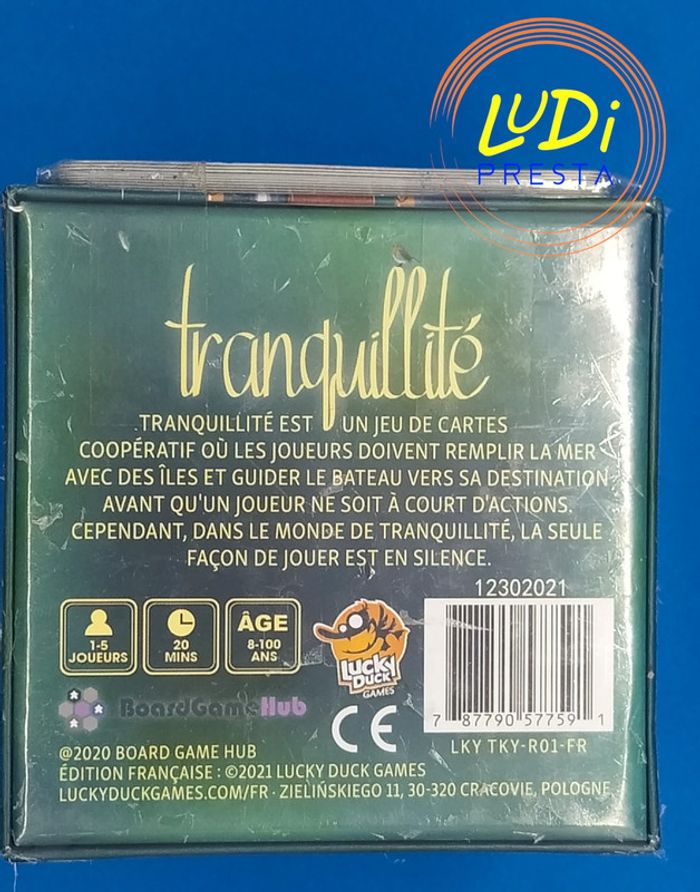 LUDi
PRESTA
tranquillité
TRANQUILLITÉ EST UN JEU DE CARTES
COOPÉRATIF OÙ LES JOUEURS DOIVENT REMPLIR LA MER
AVEC DES ÎLES ET GUIDER LE BATEAU VERS SA DESTINATION
AVANT QU'UN JOUEUR NE SOIT À COURT D'ACTIONS.
CEPENDANT, DANS LE MONDE DE TRANQUILLITÉ, LA SEULE
FAÇON DE JOUER EST EN SILENCE.
12302021
1-5
JOUEURS
20
MINS
ÂGE
8-100
ANS
LUCKY
DUCK
GAMES
7 87790 57759 1
BoardGameHub
CE
LKY TKY-R01-FR
@2020 BOARD GAME HUB
ÉDITION FRANÇAISE : ©2021 LUCKY DUCK GAMES
LUCKYDUCKGAMES.COM/FR · ZIELIŃSKIEGO 11, 30-320 CRACOVIE, POLOGNE